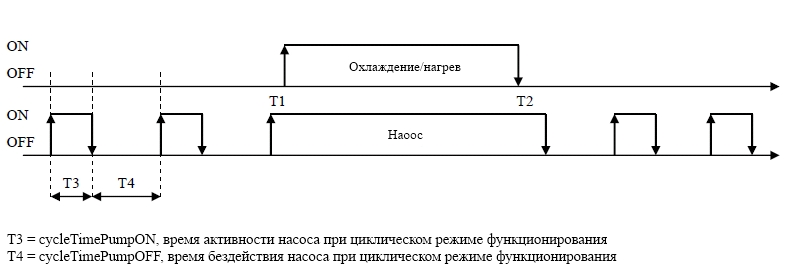 ON
OFF
Охлаждение/нагрев
T1
T2
ON
OFF
Наоос
T3
T4
T3 = cycleTimePumpON, время активности насоса при циклическом режиме функционирования
T4 = cycleTimePumpOFF, время бездействия насоса при циклическом режиме функционирования